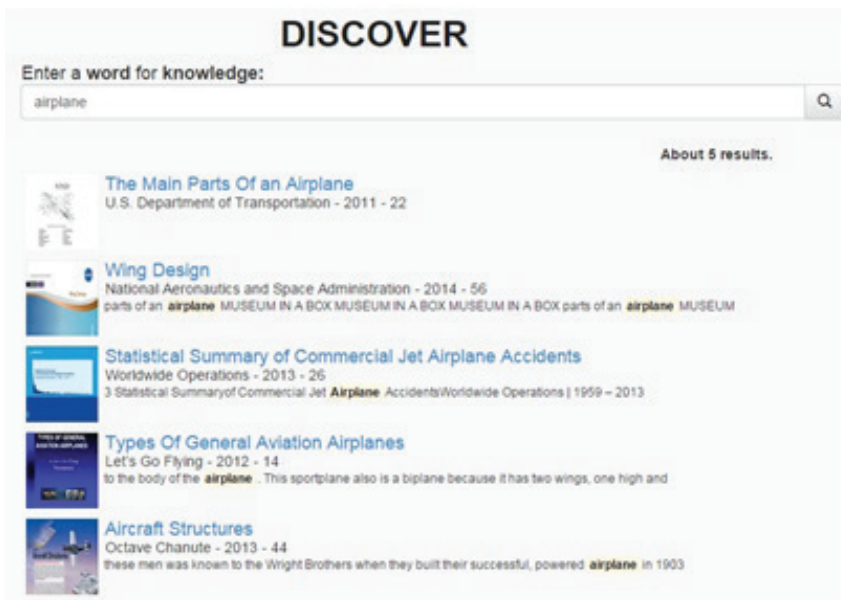 DISCOVER
Enter a word for knowledge:
airplane
About 5 results.
The Main Parts Of an Airplane
U.S. Department of Transportation - 2011 - 22
Wing Design
National Aeronautics and Space Administration - 2014 - 56
parts of an airplane MUSEUM IN A BOX MUSEUM IN A BOX MUSEUM IN A BOX parts of an airplane MUSEUM
Statistical Summary of Commercial Jet Airplane Accidents
Worldwide Operations - 2013 - 26
3 Statistical Summaryof Commercial Jet Airplane AccidentsWorldwide Operations | 1959 – 2013
TYPES OF GENERAL
AVIATION AIRPLANES
Types Of General Aviation Airplanes
Let's Go Flying - 2012 - 14
to the body of the airplane . This sportplane also is a biplane because it has two wings, one high and
Aircraft Structures
Octave Chanute - 2013 - 44
these men was known to the Wright Brothers when they built their successful, powered airplane in 1903